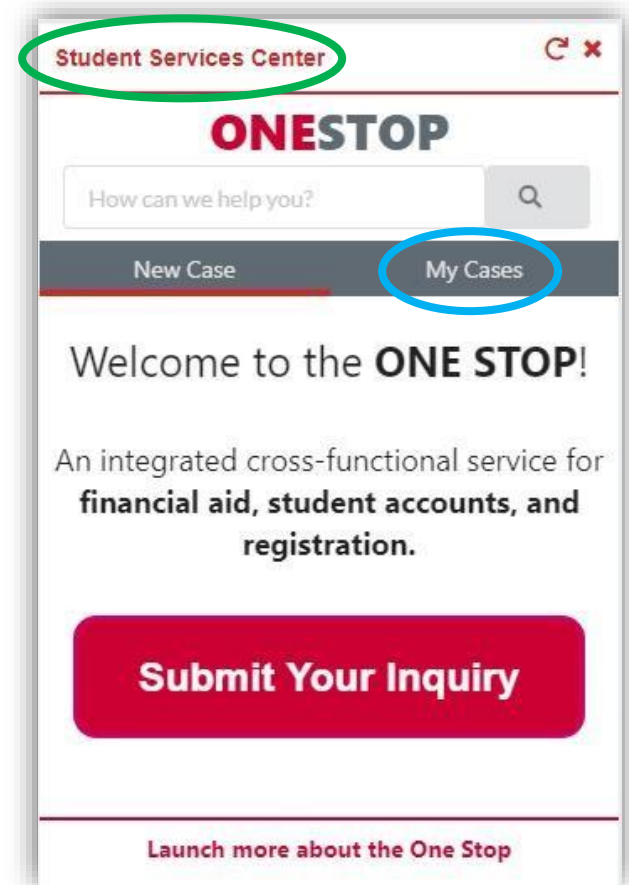 Student Services Center
ONESTOP
How can we help you?
New Case My Cases
Welcome to the ONE STOP!
An integrated cross-functional service for
financial aid, student accounts, and
registration.
Submit Your Inquiry
Launch more about the One Stop